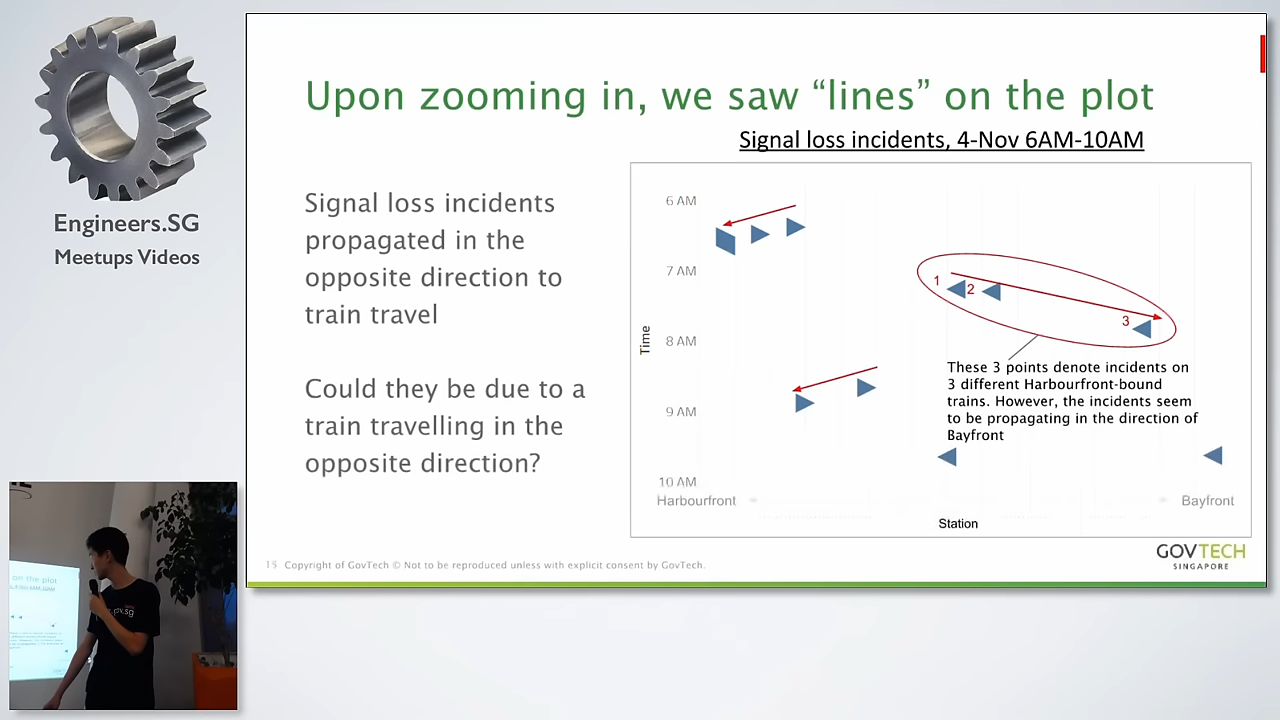 Engineers.SG
Meetups Videos
Upon zooming in, we saw “lines” on the plot
Signal loss incidents, 4-Nov 6AM-10AM
Signal loss incidents
propagated in the
opposite direction to
train travel
Could they be due to a
train travelling in the
opposite direction?
Time
6 AM
7 AM
8 AM
9 AM
10 AM
1
2
3
These 3 points denote incidents on
3 different Harbourfront-bound
trains. However, the incidents seem
to be propagating in the direction of
Bayfront
Harbourfront
Bayfront
Station
15 Copyright of GovTech © Not to be reproduced unless with explicit consent by GovTech.
GOVTECH
SINGAPORE
on the plot